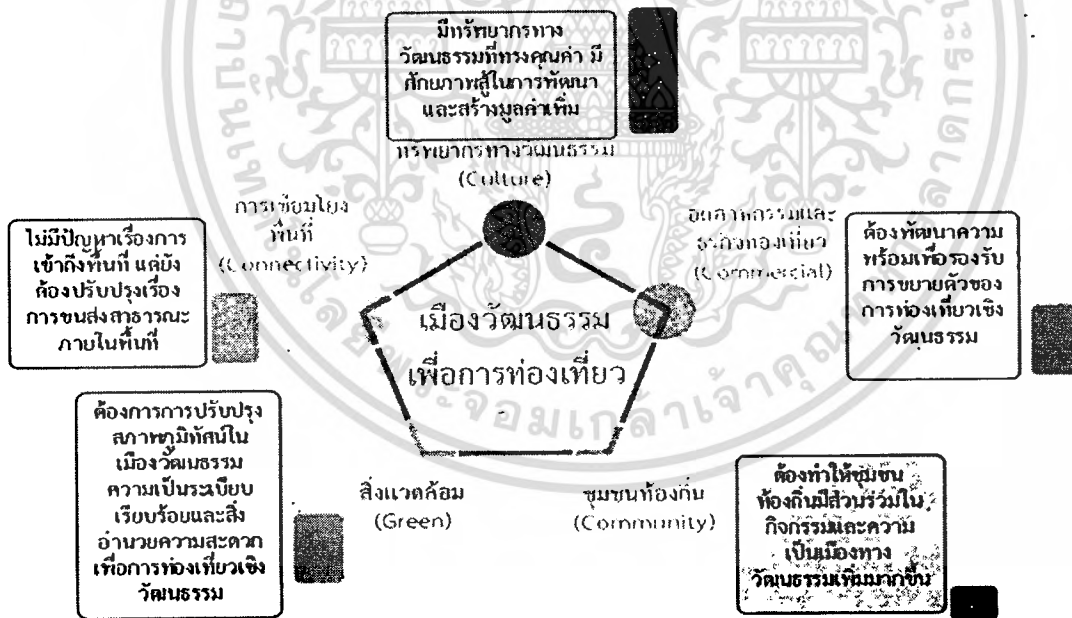 มีทรัพยากรทาง
วัฒนธรรมที่ทรงคุณค่า มี
ศักยภาพสู้ในการพัฒนา
และสร้างมูลค่าเพิ่ม
ทรัพยากรทางวัฒนธรรม
(Culture)
การเชื่อมโยง
พื้นที่
(Connectivity)
อุตสาหกรรมและ
ธุรกิจท่องเที่ยว
(Commercial)
ไม่มีปัญหาเรื่องการ
เข้าถึงพื้นที่ แต่ยัง
ต้องปรับปรุงเรื่อง
การขนส่งสาธารณะ
ภายในพื้นที่
ต้องพัฒนาความ
พร้อมเพื่อรองรับ
การขยายตัวของ
การท่องเที่ยวเชิง
วัฒนธรรม
เมืองวัฒนธรรม
เพื่อการท่องเที่ยว
ต้องการการปรับปรุง
สภาพภูมิทัศน์ใน
เมืองวัฒนธรรม
ความเป็นระเบียบ
เรียบร้อยและสิ่ง
อำนวยความสะดวก
เพื่อการท่องเที่ยวเชิง
วัฒนธรรม
สิ่งแวดล้อม
(Green)
ชุมชนท้องถิ่น
(Community)
ต้องทำให้ชุมชน
ท้องถิ่นมีส่วนร่วมใน
กิจกรรมและความ
เป็นเมืองทาง
วัฒนธรรมเพิ่มมากขึ้น